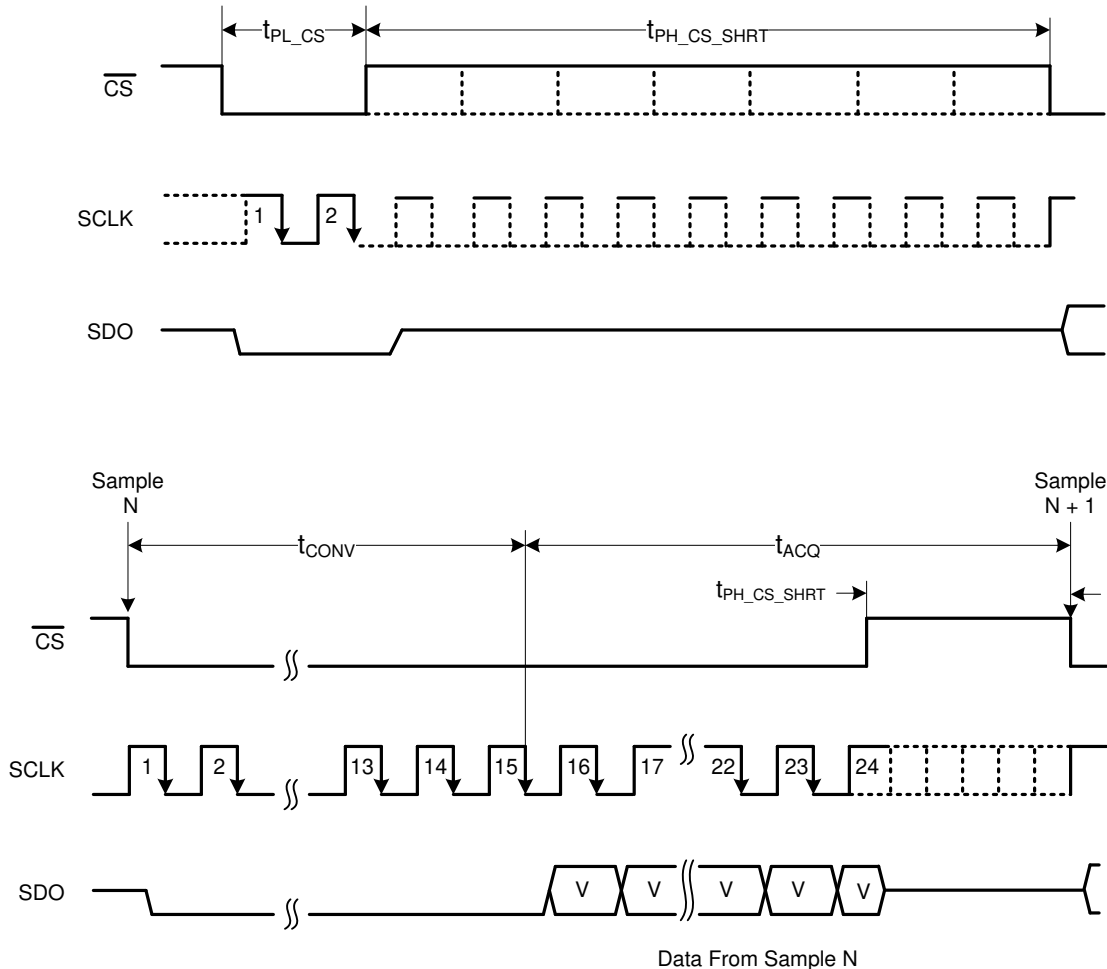 tPL_CS tPH_CS_SHRT
CS
SCLK 1 2
SDO
Sample N Sample N + 1
tCONV tACQ
tPH_CS_SHRT
CS
SCLK 1 2 13 14 15 16 17 22 23 24
SDO V V V V V
Data From Sample N